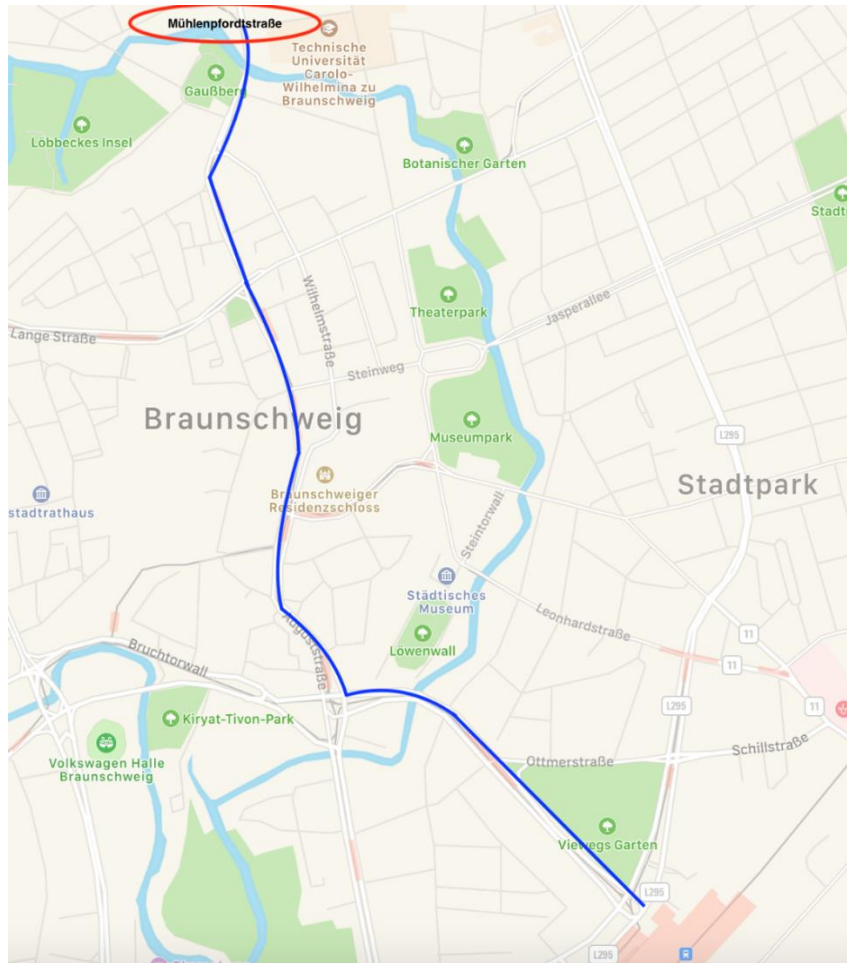 Mühlenpfordtstraße
Technische
Universität
Carolo-
Wilhelmina zu
Braunschweig
Gaußberg
Löbbeckes Insel
Botanischer Garten
Stadt
Wilhelmstraße
Theaterpark
Jasperallee
Lange Straße
Steinweg
Braunschweig
Museumpark
L295
Stadtpark
Braunschweiger
Residenzschloss
stadtrathaus
Steintorwall
Städtisches
Museum
Leonhardstraße
Auguststraße
Löwenwall
Bruchtorwall
11
11
11
Kiryat-Tivon-Park
L295
Volkswagen Halle
Braunschweig
Ottmerstraße
Schillstraße
Viewegs Garten
L295
L295